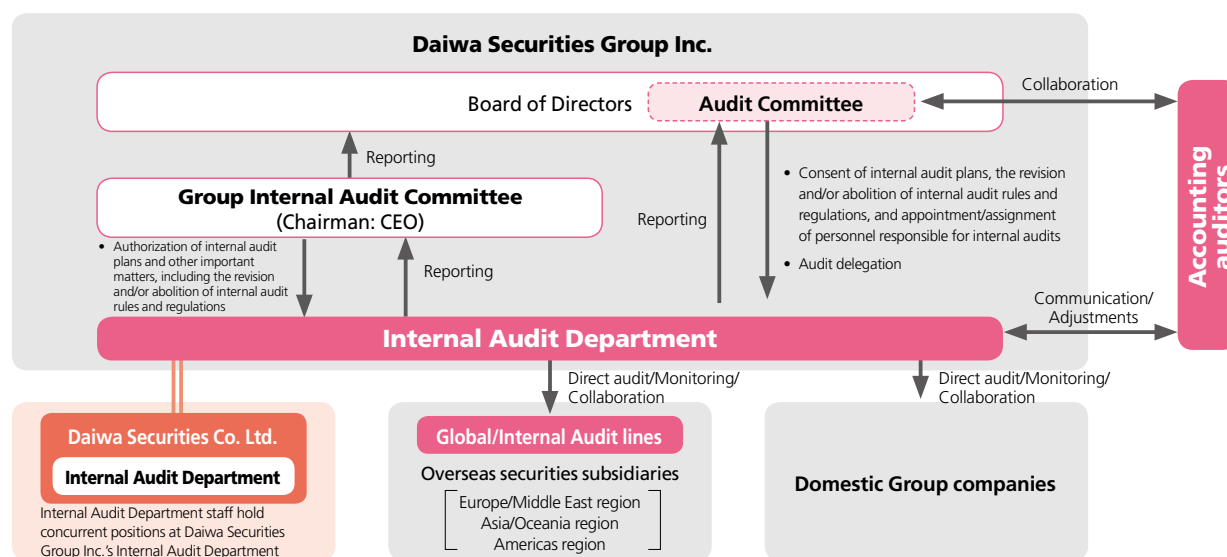 Daiwa Securities Group Inc.
Board of Directors
Audit Committee
Collaboration
Accounting
auditors
Reporting
Group Internal Audit Committee
(Chairman: CEO)
• Authorization of internal audit
plans and other important
matters, including the revision
and/or abolition of internal audit
rules and regulations
Reporting
Reporting
• Consent of internal audit plans, the revision
and/or abolition of internal audit rules and
regulations, and appointment/assignment
of personnel responsible for internal audits
• Audit delegation
Communication/
Adjustments
Internal Audit Department
Direct audit/Monitoring/
Collaboration
Direct audit/Monitoring/
Collaboration
Daiwa Securities Co. Ltd.
Internal Audit Department
Internal Audit Department staff hold
concurrent positions at Daiwa Securities
Group Inc.'s Internal Audit Department
Global/Internal Audit lines
Overseas securities subsidiaries
Europe/Middle East region
Asia/Oceania region
Americas region
Domestic Group companies